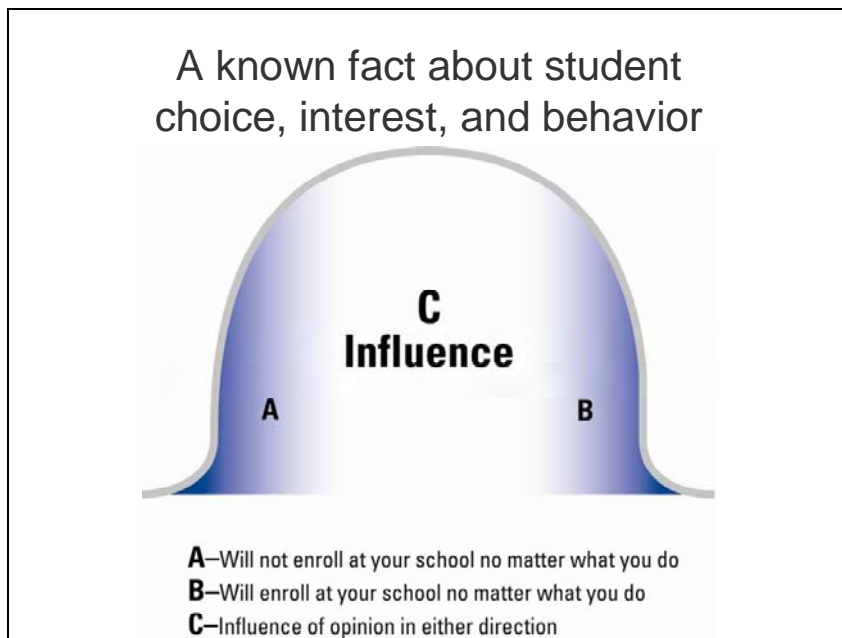 A known fact about student
choice, interest, and behavior
C
Influence
A
B
A–Will not enroll at your school no matter what you do
B–Will enroll at your school no matter what you do
C–Influence of opinion in either direction